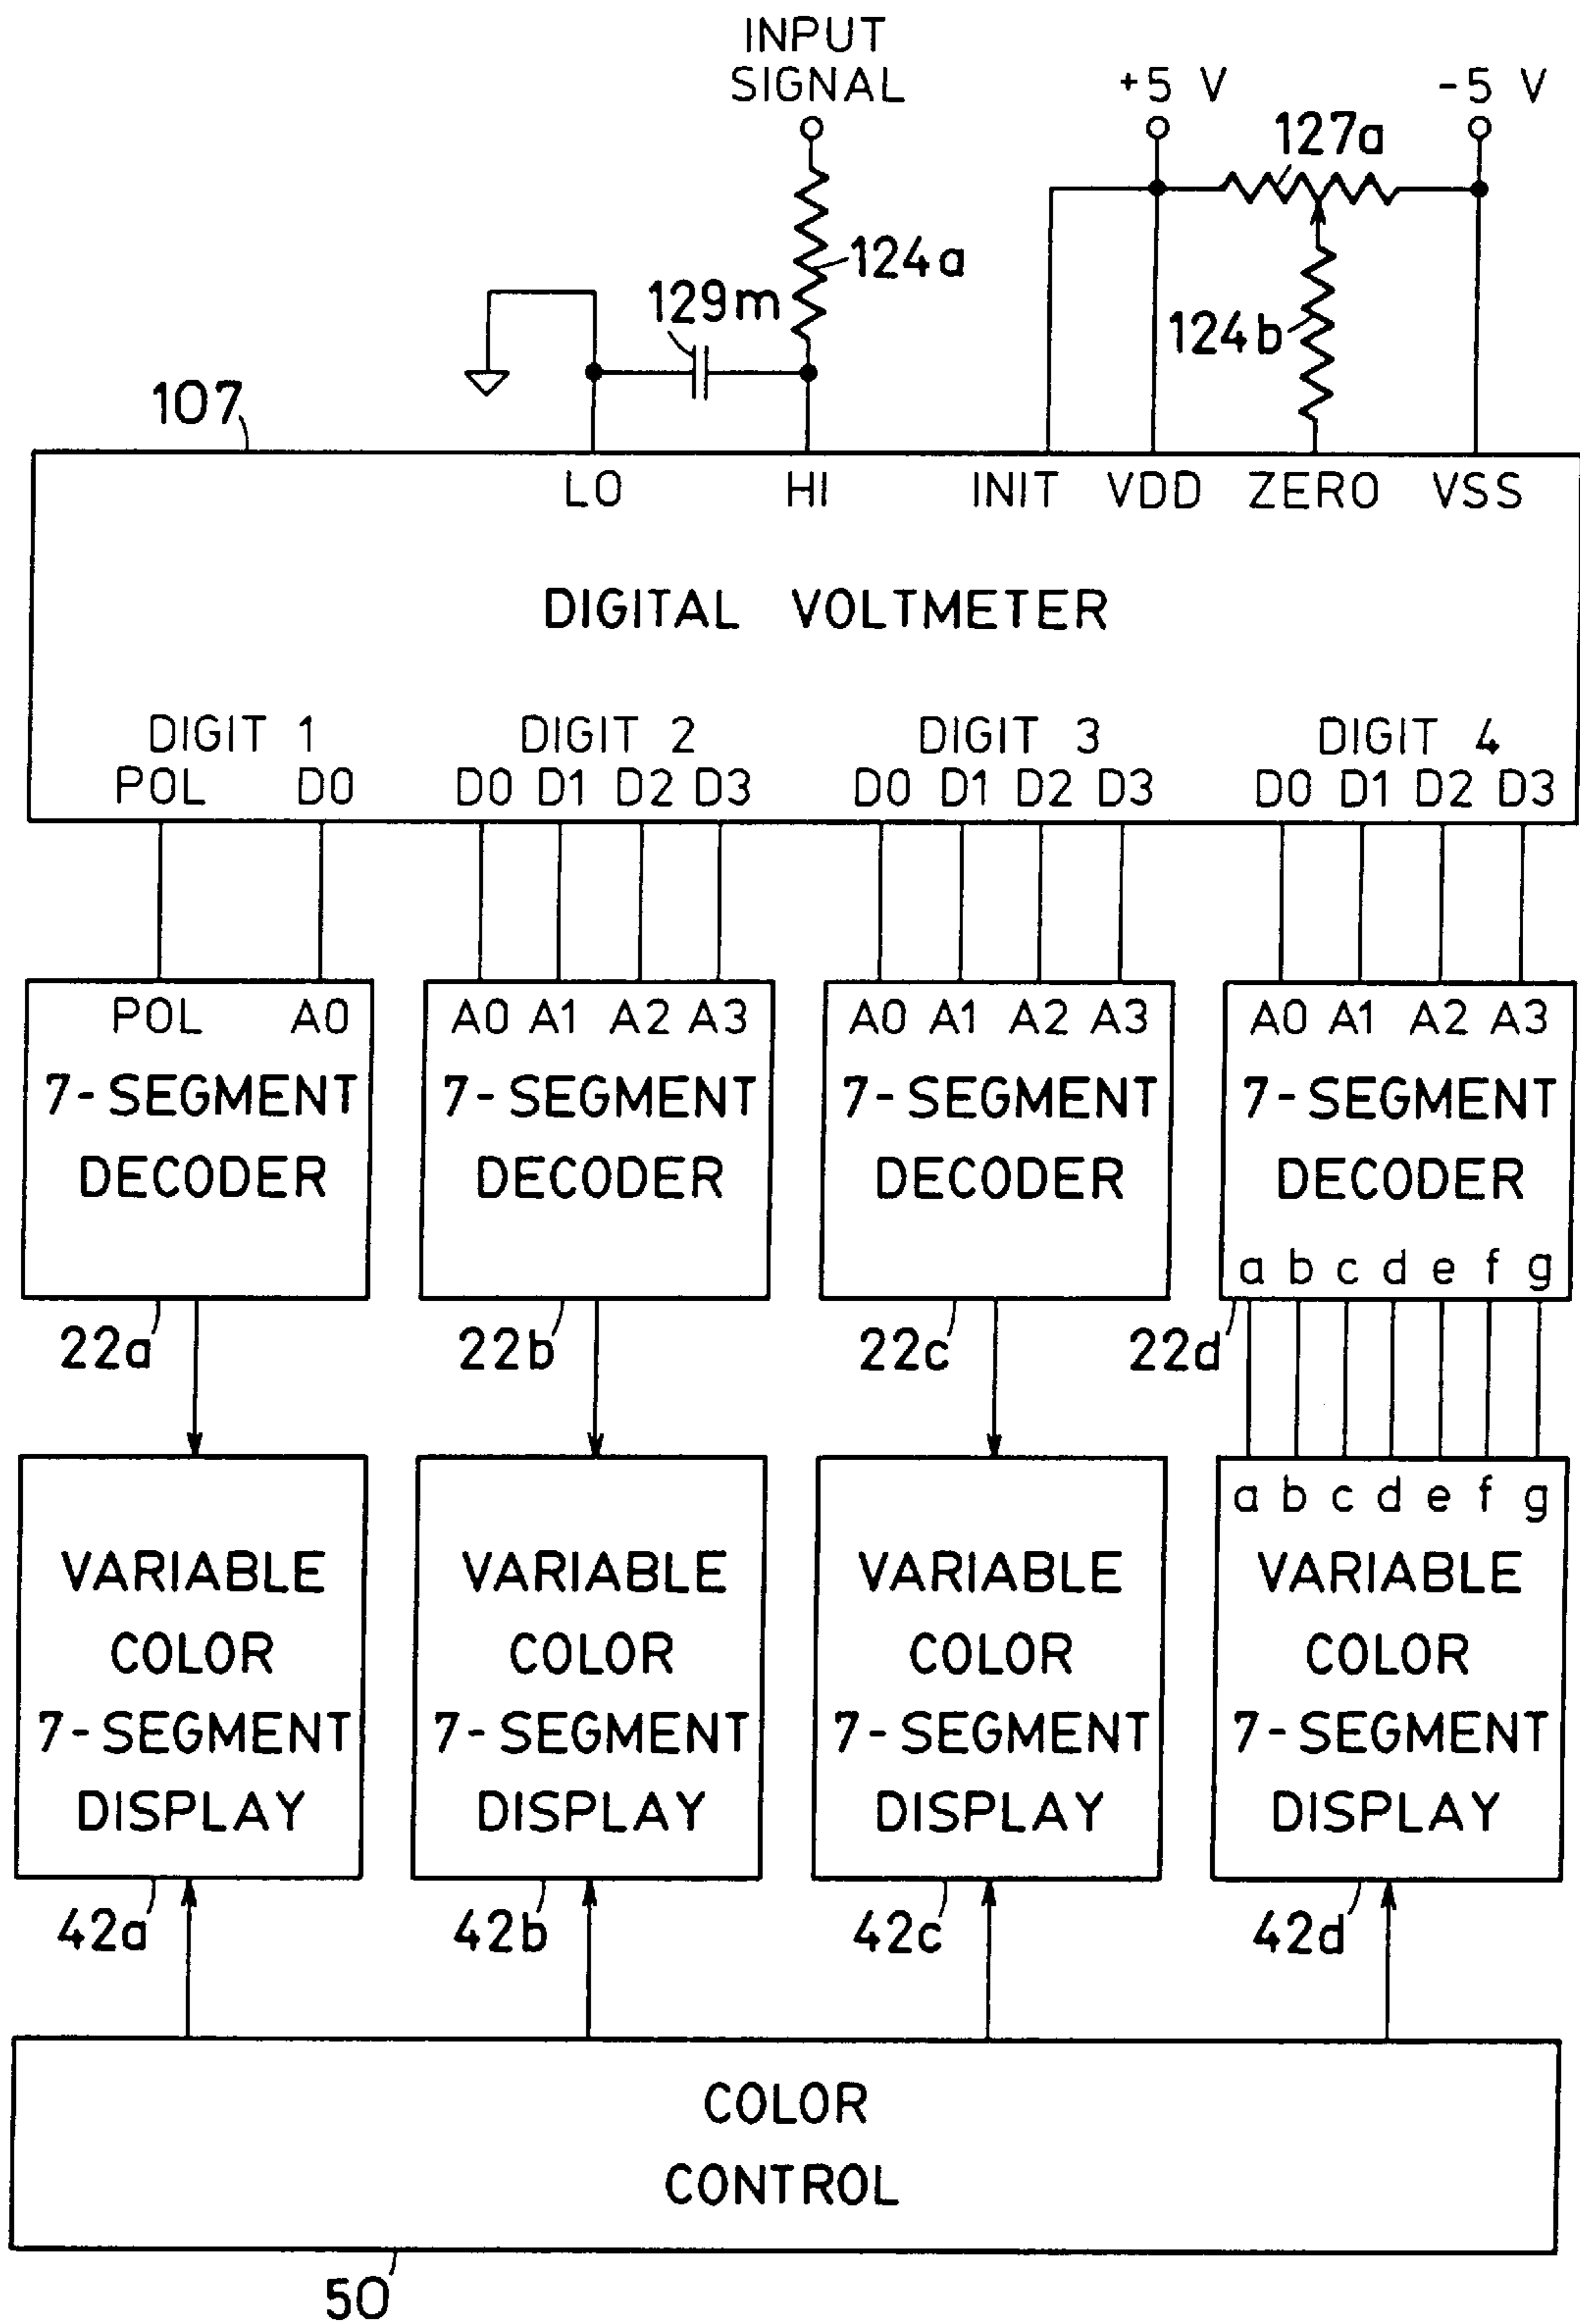 INPUT
SIGNAL
+5 V
-5 V
127a
124a
129m
124b
107
LO HI INIT VDD ZERO VSS
DIGITAL VOLTMETER
DIGIT 1 DIGIT 2 DIGIT 3 DIGIT 4
POL D0 D0 D1 D2 D3 D0 D1 D2 D3 D0 D1 D2 D3
POL A0 A0 A1 A2 A3 A0 A1 A2 A3 A0 A1 A2 A3
7-SEGMENT 7-SEGMENT 7-SEGMENT 7-SEGMENT
DECODER DECODER DECODER DECODER
a b c d e f g
22a 22b 22c 22d
a b c d e f g
VARIABLE VARIABLE VARIABLE VARIABLE
COLOR COLOR COLOR COLOR
7-SEGMENT 7-SEGMENT 7-SEGMENT 7-SEGMENT
DISPLAY DISPLAY DISPLAY DISPLAY
42a 42b 42c 42d
COLOR
CONTROL
50